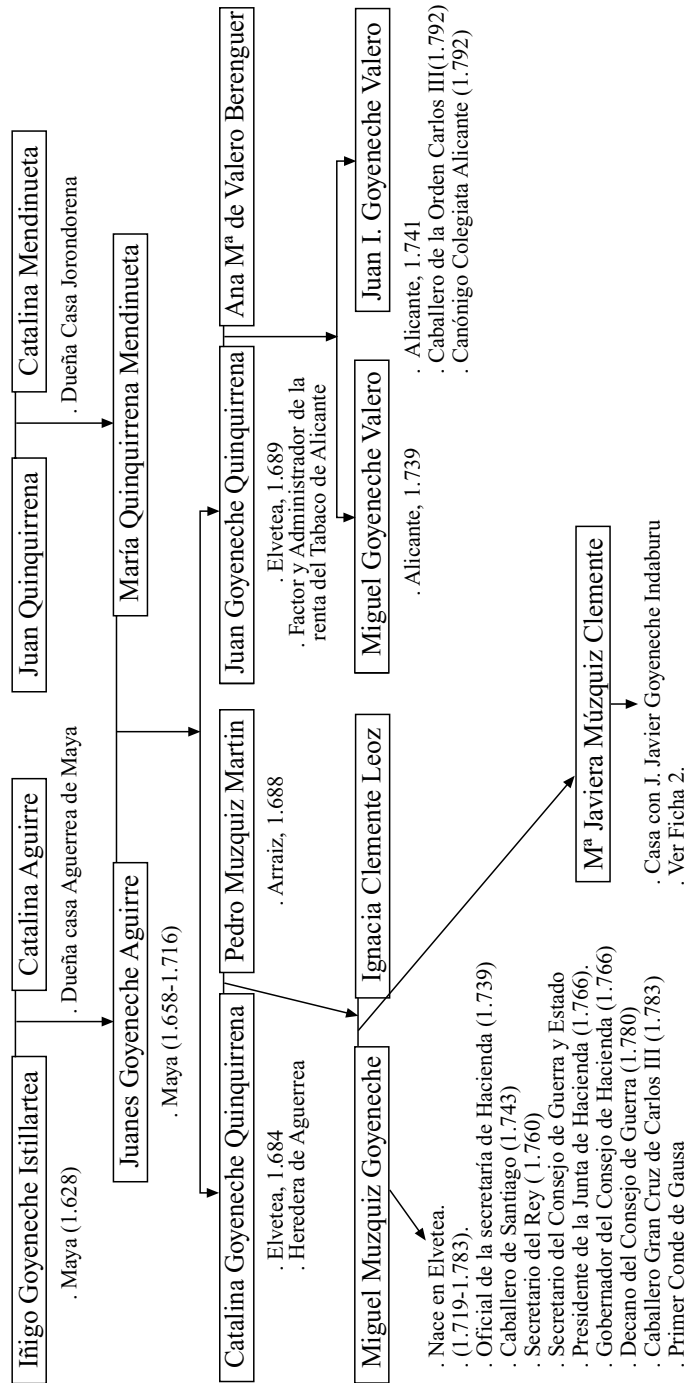 Iñigo Goyeneche Istillartea
Catalina Aguirre
Juan Quinquirrena
Catalina Mendinueta
. Maya (1.628)
. Dueña casa Aguerrea de Maya
. Dueña Casa Jorondorena
Juanes Goyeneche Aguirre
María Quinquirrena Mendinueta
. Maya (1.658-1.716)
Catalina Goyeneche Quinquirrena
Pedro Muzquiz Martin
Juan Goyeneche Quinquirrena
Ana Mª de Valero Berenguer
. Elvetea, 1.684
. Heredera de Aguerrea
. Arraiz, 1.688
. Elvetea, 1.689
. Factor y Administrador de la
renta del Tabaco de Alicante
Miguel Muzquiz Goyeneche
Ignacia Clemente Leoz
Miguel Goyeneche Valero
Juan I. Goyeneche Valero
. Alicante, 1.739
. Alicante, 1.741
. Caballero de la Orden Carlos III(1.792)
. Canónigo Colegiata Alicante (1.792)
. Nace en Elvetea.
. (1.719-1.783).
. Oficial de la secretaría de Hacienda (1.739)
. Caballero de Santiago (1.743)
. Secretario del Rey ( 1.760)
. Secretario del Consejo de Guerra y Estado
. Presidente de la Junta de Hacienda (1.766).
. Gobernador del Consejo de Hacienda (1.766)
. Decano del Consejo de Guerra (1.780)
. Caballero Gran Cruz de Carlos III (1.783)
. Primer Conde de Gausa
Mª Javiera Múzquiz Clemente
. Casa con J. Javier Goyeneche Indaburu
. Ver Ficha 2.